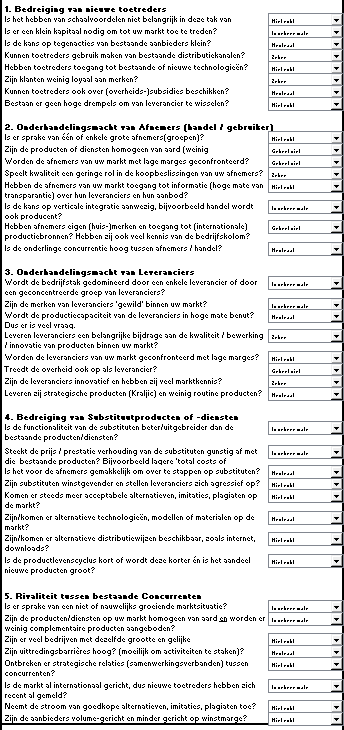 1. Bedreiging van nieuwe toetreders
Is het hebben van schaalvoordelen niet belangrijk in deze tak van Niet echt
Is er een klein kapitaal nodig om tot uw markt toe te treden? In zekere mate
Is de kans op tegenacties van bestaande aanbieders klein? Neutraal
Kunnen toetreders gebruik maken van bestaande distributiekanalen? Zeker
Hebben toetreders toegang tot bestaande of nieuwe technologieën? Niet echt
Zijn klanten weinig loyaal aan merken? Zeker
Kunnen toetreders ook over (overheids-)subsidies beschikken? Neutraal
Bestaan er geen hoge drempels om van leverancier te wisselen? Niet echt
2. Onderhandelingsmacht van Afnemers (handel / gebruiker)
Is er sprake van één of enkele grote afnemers(groepen)? Niet echt
Zijn de producten of diensten homogeen van aard (weinig Geheel niet
Worden de afnemers van uw markt met lage marges geconfronteerd? Geheel niet
Speelt kwaliteit een geringe rol in de koopbeslissingen van uw afnemers? Zeker
Hebben de afnemers van uw markt toegang tot informatie (hoge mate van Niet echt
transparantie) over hun leveranciers en hun aanbod?
Is de kans op verticale integratie aanwezig, bijvoorbeeld handel wordt In zekere mate
ook producent?
Hebben afnemers eigen (huis-)merken en toegang tot (internationale) Geheel niet
productiebronnen? Hebben zij ook veel kennis van de bedrijfskolom?
Is de onderlinge concurrentie hoog tussen afnemers / handel? Neutraal
3. Onderhandelingsmacht van Leveranciers
Wordt de bedrijfstak gedomineerd door een enkele leverancier of door In zekere mate
een geconcentreerde groep van leveranciers?
Zijn de merken van leveranciers 'gewild' binnen uw markt? In zekere mate
Wordt de productiecapaciteit van de leveranciers in hoge mate benut? Neutraal
Dus er is veel vraag.
Leveren leveranciers een belangrijke bijdrage aan de kwaliteit / bewerking Zeker
/ innovatie van producten binnen uw markt?
Worden de leveranciers van uw markt geconfronteerd met lage marges? Niet echt
Treedt de overheid ook op als leverancier? Geheel niet
Zijn de leveranciers innovatief en hebben zij veel marktkennis? Zeker
Leveren zij strategische producten (Kraljic) en weinig routine producten? Neutraal
4. Bedreiging van Substituutproducten of -diensten
Is de functionaliteit van de substituten beter/uitgebreider dan de In zekere mate
bestaande producten/diensten?
Steekt de prijs / prestatie verhouding van de substituten gunstig af met In zekere mate
die bestaande producten? Bijvoorbeeld lagere 'total costs of
Is het voor de afnemers gemakkelijk om over te stappen op substituten? Neutraal
Zijn substituten winstgevender en stellen leveranciers zich agressief op? Niet echt
Komen er steeds meer acceptabele alternatieven, imitaties, plagiaten op Niet echt
de markt?
Zijn/komen er alternatieve technologieën, modellen of materialen op de Neutraal
markt?
Zijn/komen er alternatieve distributiewijzen beschikbaar, zoals internet, Niet echt
downloads?
Is de productlevenscyclus kort of wordt deze korter én is het aandeel Niet echt
nieuwe producten groot?
5. Rivaliteit tussen bestaande Concurrenten
Is er sprake van een niet of nauwelijks groeiende marktsituatie? In zekere mate
Zijn de producten/diensten op uw markt homogeen van aard en worden er In zekere mate
weinig complementaire producten aangeboden?
Zijn er veel bedrijven met dezelfde grootte en gelijke Niet echt
Zijn uittredingsbarrières hoog? (moeilijk om activiteiten te staken)? Neutraal
Ontbreken er strategische relaties (samenwerkingsverbanden) tussen Niet echt
concurrenten?
Is de markt al internationaal gericht, dus nieuwe toetreders hebben zich In zekere mate
recent al gemeld?
Neemt de stroom van goedkope alternatieven, imitaties, plagiaten toe? Niet echt
Zijn de aanbieders volume-gericht en minder gericht op winstmarge? Niet echt